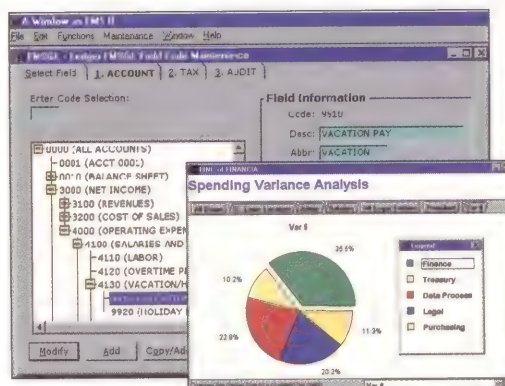 A Window on FMS II
File Edit Functions Maintenance Window Help
Field Code Maintenance
Select Field 1. ACCOUNT 2. TAX 3. AUDIT
Enter Code Selection:
Field Information
Code: 9910
Desc: VACATION PAY
Abbr: VACATION
0000 (ALL ACCOUNTS)
0001 (ACCT 0001)
(BALANCE SHEET)
3000 (NET INCOME)
3100 (REVENUES)
3200 (COST OF SALES)
4000 (OPERATING EXPEN
4100 (SALARIES AND
4110 (LABOR)
4120 (OVERTIME P
4130 (VACATION/H
9920 (HOLIDAY
Modify Add Copy/Ad
Spending Variance Analysis
Var $
10.2%
22.8%
20.2%
11.3%
Legend
Finance
Treasury
Data Process
Legal
Purchasing